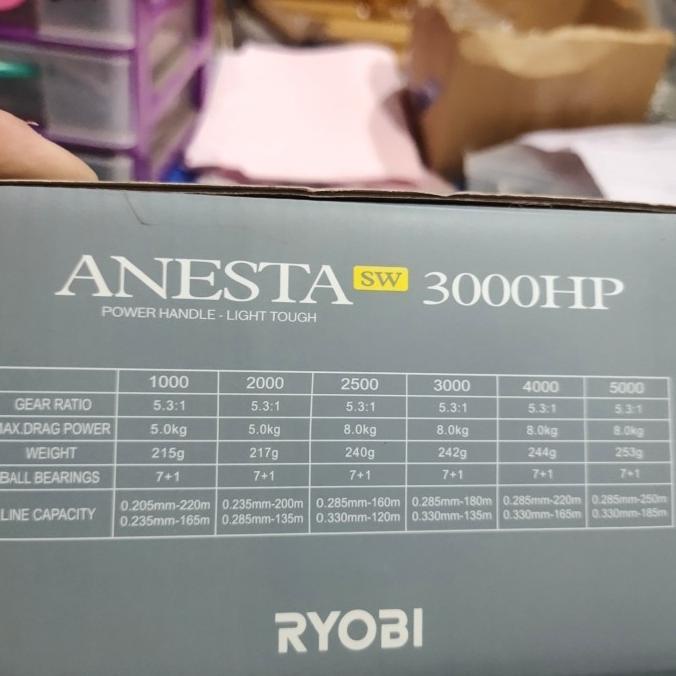 ANESTA SW 3000HP
POWER HANDLE - LIGHT TOUGH
1000 2000 2500 3000 4000 5000
GEAR RATIO 5.3:1 5.3:1 5.3:1 5.3:1 5.3:1 5.3:1
AX.DRAG POWER 5.0kg 5.0kg 8.0kg 8.0kg 8.0kg 8.0kg
WEIGHT 215g 217g 240g 242g 244g 253g
BALL BEARINGS 7+1 7+1 7+1 7+1 7+1 7+1
LINE CAPACITY 0.205mm-220m 0.235mm-200m 0.285mm-160m 0.285mm-180m 0.285mm-220m 0.285mm-250m
0.235mm-165m 0.285mm-135m 0.330mm-120m 0.330mm-135m 0.330mm-165m 0.330mm-185m
RYOBI